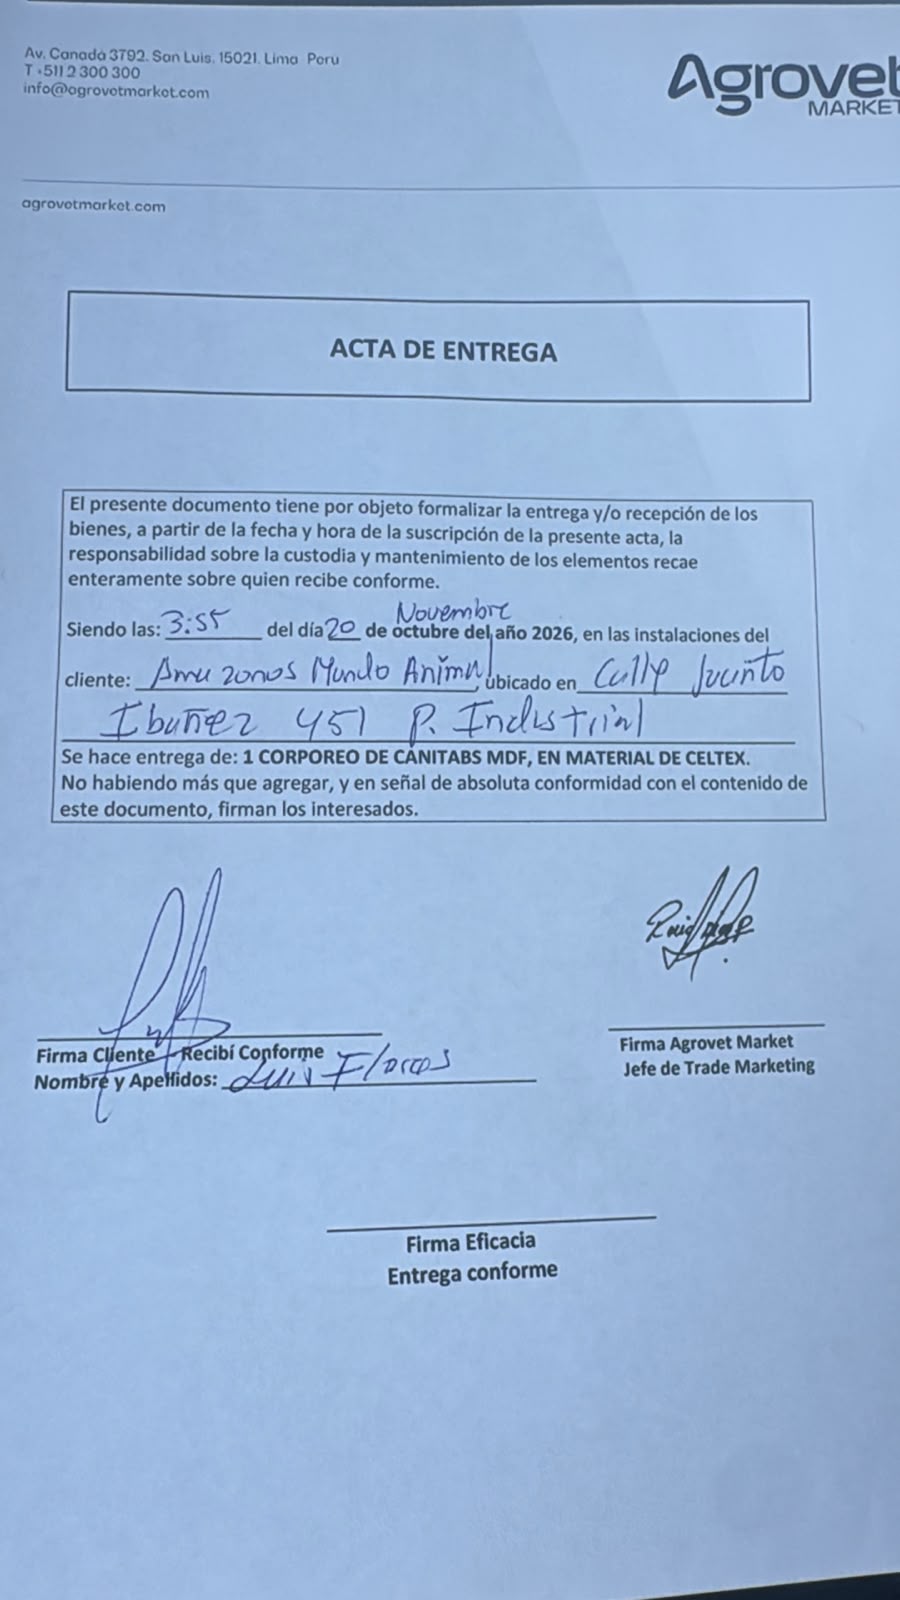 Av. Canadá 3792, San Luis, 15021, Lima Perú
T +511 2 300 300
info@agrovetmarket.com
Agrovet
MARKET
agrovetmarket.com
ACTA DE ENTREGA
El presente documento tiene por objeto formalizar la entrega y/o recepción de los
bienes, a partir de la fecha y hora de la suscripción de la presente acta, la
responsabilidad sobre la custodia y mantenimiento de los elementos recae
enteramente sobre quien recibe conforme.
Novembre
Siendo las: 3:55 del día 20 de octubre del año 2026, en las instalaciones del
cliente: Amazonas Mundo Animal, ubicado en Calle Jacinto
Ibañez 451 P. Industrial
Se hace entrega de: 1 CORPOREO DE CANITABS MDF, EN MATERIAL DE CELTEX.
No habiendo más que agregar, y en señal de absoluta conformidad con el contenido de
este documento, firman los interesados.
Firma Cliente - Recibí Conforme
Nombre y Apellidos: Luis Flores
Firma Agrovet Market
Jefe de Trade Marketing
Firma Eficacia
Entrega conforme